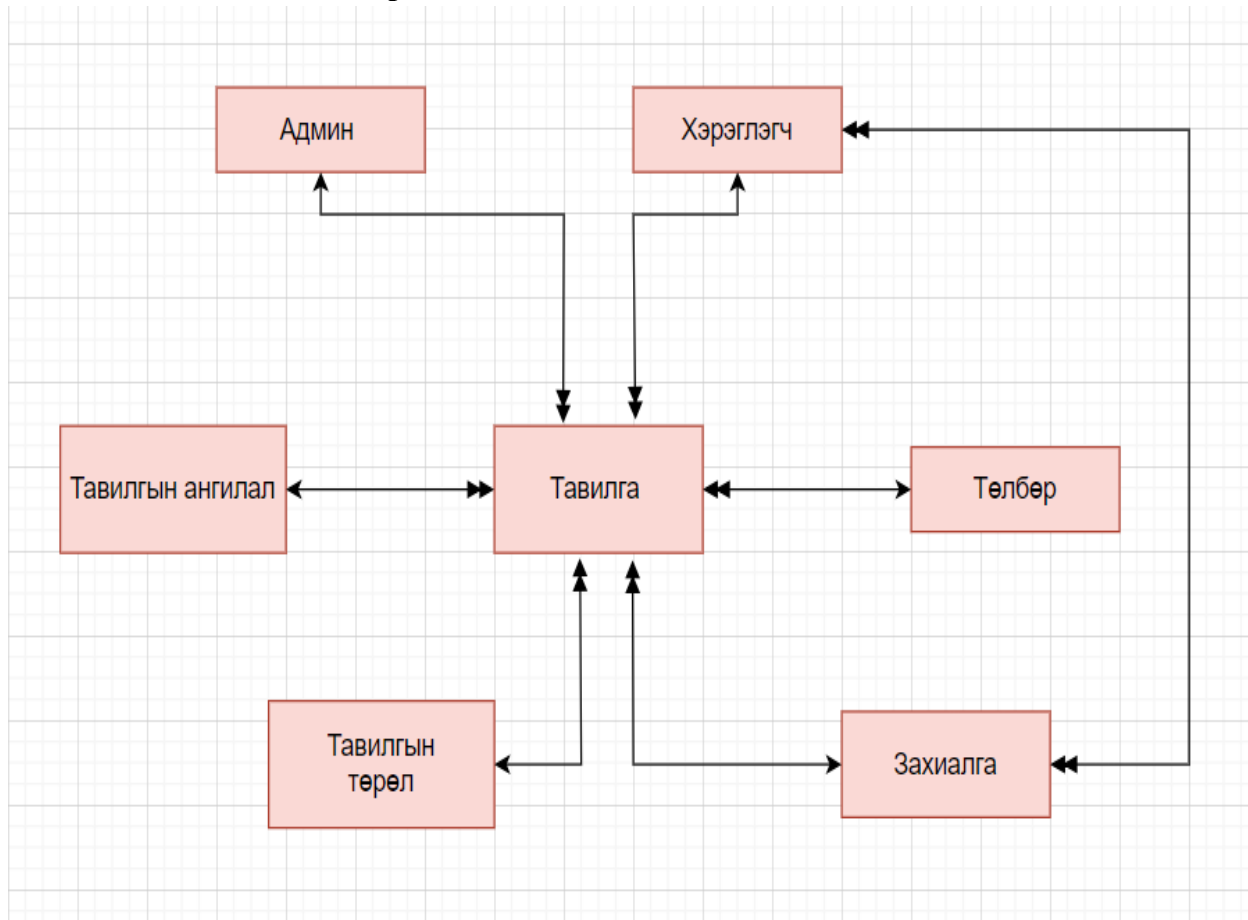 Админ
Хэрэглэгч
Тавилгын ангилал
Тавилга
Төлбөр
Тавилгын
төрөл
Захиалга